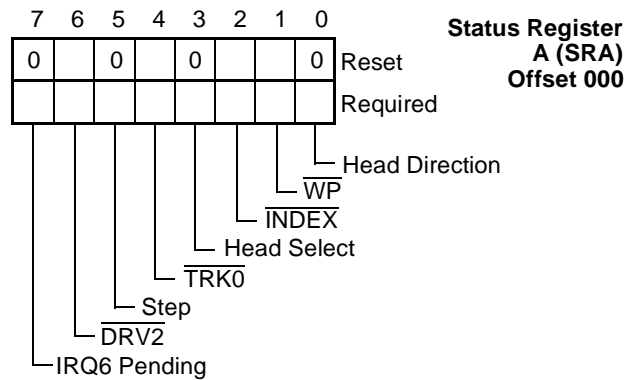 7 6 5 4 3 2 1 0
Status Register
A (SRA)
Offset 000
0 0 0 0 Reset
Required
Head Direction
WP
INDEX
Head Select
TRK0
Step
DRV2
IRQ6 Pending